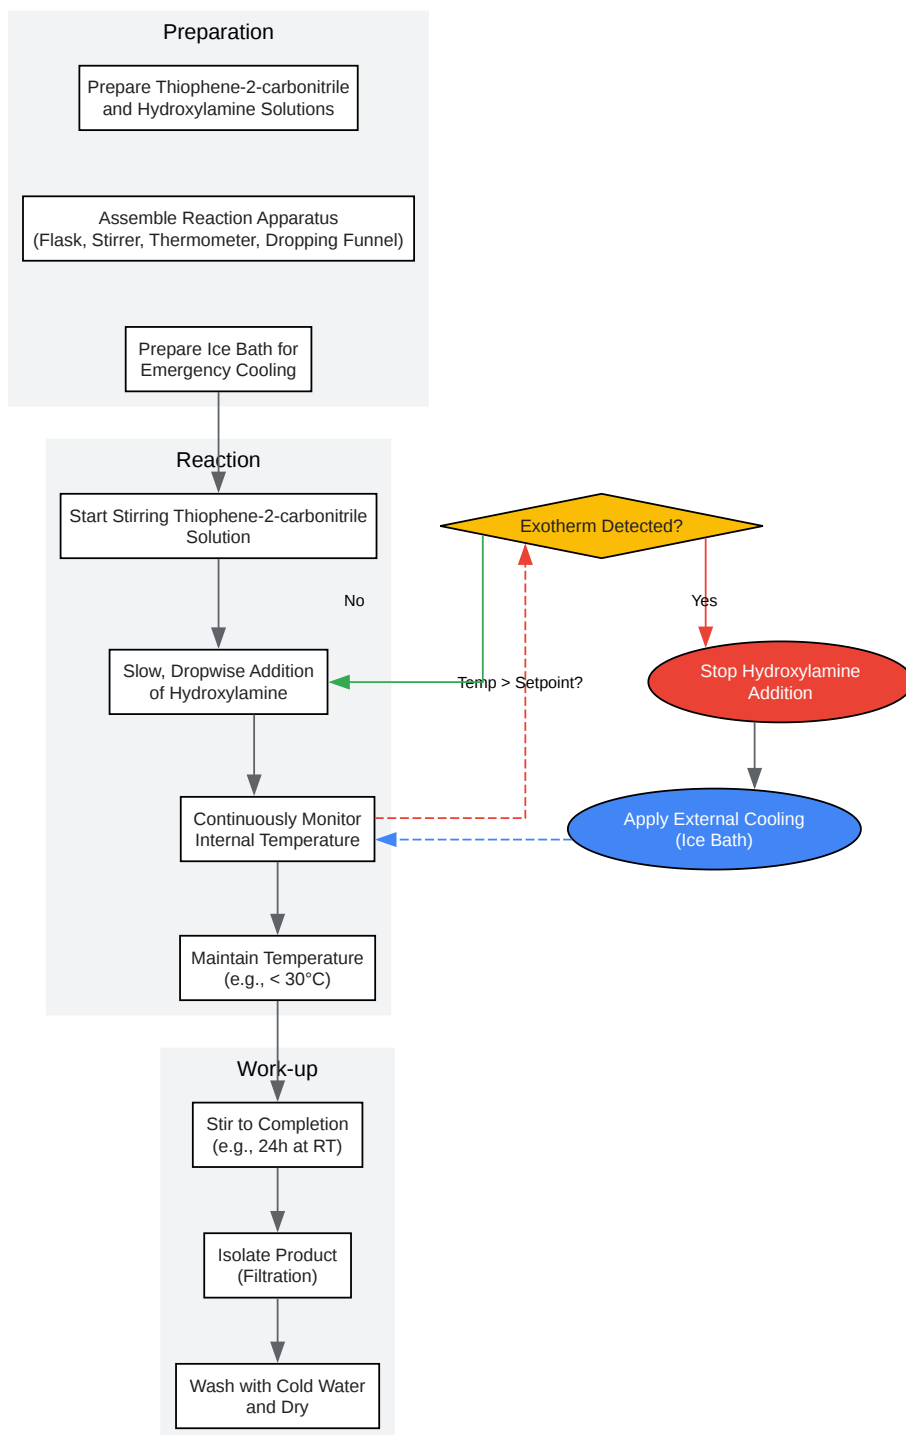 Preparation
Prepare Thiophene-2-carbonitrile
and Hydroxylamine Solutions
Assemble Reaction Apparatus
(Flask, Stirrer, Thermometer, Dropping Funnel)
Prepare Ice Bath for
Emergency Cooling
Reaction
Start Stirring Thiophene-2-carbonitrile
Solution
Exotherm Detected?
No
Yes
Slow, Dropwise Addition
of Hydroxylamine
Temp > Setpoint?
Stop Hydroxylamine
Addition
Continuously Monitor
Internal Temperature
Apply External Cooling
(Ice Bath)
Maintain Temperature
(e.g., < 30°C)
Work-up
Stir to Completion
(e.g., 24h at RT)
Isolate Product
(Filtration)
Wash with Cold Water
and Dry